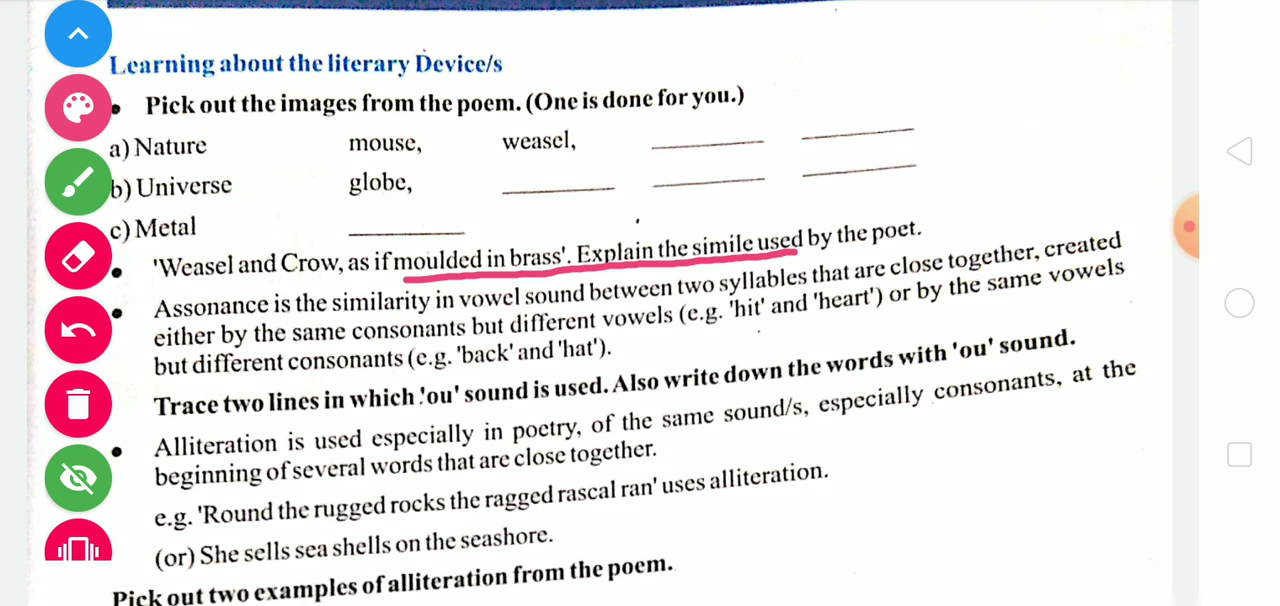 Learning about the literary Device/s
• Pick out the images from the poem. (One is done for you.)
a) Nature mouse, weasel, ________ ________
b) Universe globe, ________ ________ ________
c) Metal ________
• 'Weasel and Crow, as if moulded in brass'. Explain the simile used by the poet.
• Assonance is the similarity in vowel sound between two syllables that are close together, created
either by the same consonants but different vowels (e.g. 'hit' and 'heart') or by the same vowels
but different consonants (e.g. 'back' and 'hat').
Trace two lines in which 'ou' sound is used. Also write down the words with 'ou' sound.
• Alliteration is used especially in poetry, of the same sound/s, especially consonants, at the
beginning of several words that are close together.
e.g. 'Round the rugged rocks the ragged rascal ran' uses alliteration.
(or) She sells sea shells on the seashore.
Pick out two examples of alliteration from the poem.